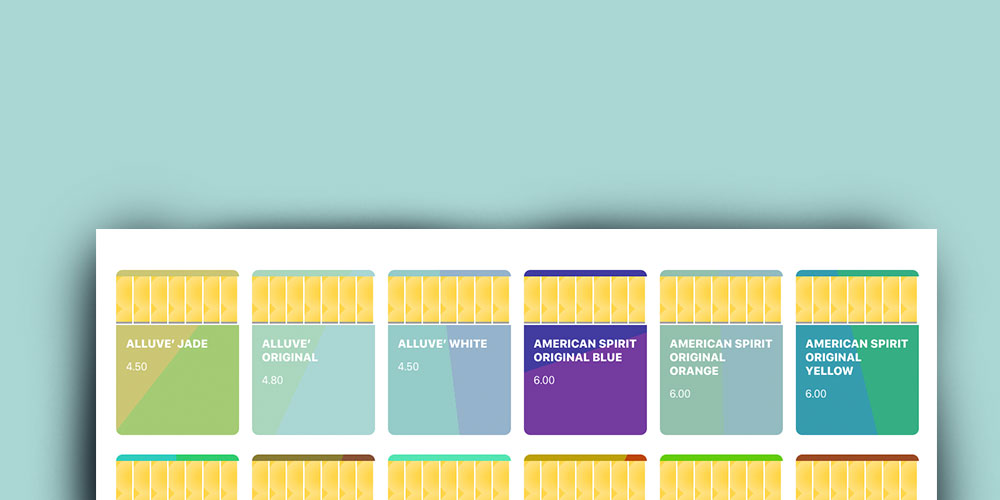 ALLUVE’ JADE
4.50
ALLUVE’
ORIGINAL
4.80
ALLUVE’ WHITE
4.50
AMERICAN SPIRIT
ORIGINAL BLUE
6.00
AMERICAN SPIRIT
ORIGINAL
ORANGE
6.00
AMERICAN SPIRIT
ORIGINAL
YELLOW
6.00